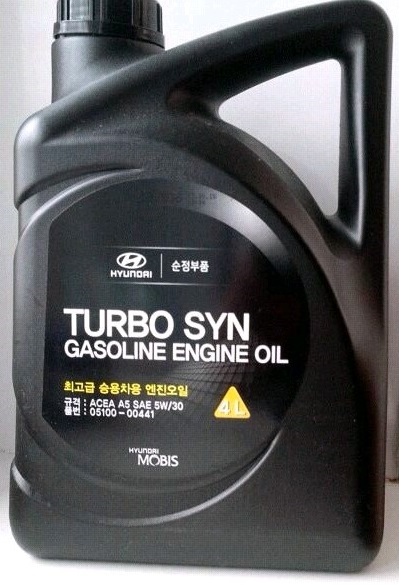 HYUNDAI 순정부품
TURBO SYN
GASOLINE ENGINE OIL
최고급 승용차용 엔진오일
규격 : ACEA A5 SAE 5W/30
품번 : 05100-00441
4 L
HYUNDAI
MOBIS